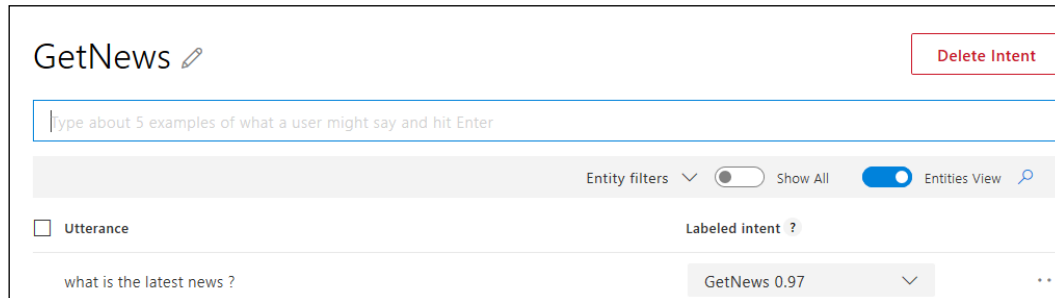 GetNews
Delete Intent
Type about 5 examples of what a user might say and hit Enter
Entity filters Show All Entities View
Utterance Labeled intent ?
what is the latest news ? GetNews 0.97